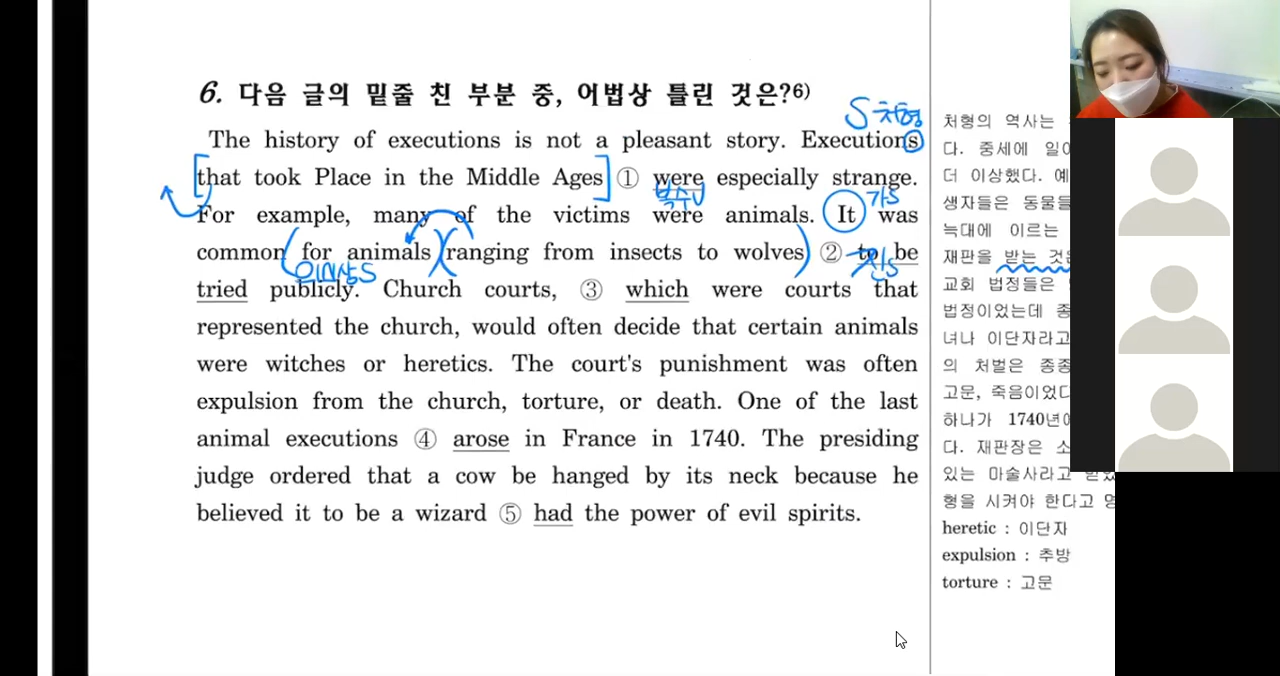 6. 다음 글의 밑줄 친 부분 중, 어법상 틀린 것은?6)
S 처형
The history of executions is not a pleasant story. Executions
that took Place in the Middle Ages ① were especially strange.
복수V
가S
For example, many of the victims were animals. It was
common for animals ranging from insects to wolves ② to be
의미상S
진S
tried publicly. Church courts, ③ which were courts that
represented the church, would often decide that certain animals
were witches or heretics. The court's punishment was often
expulsion from the church, torture, or death. One of the last
animal executions ④ arose in France in 1740. The presiding
judge ordered that a cow be hanged by its neck because he
believed it to be a wizard ⑤ had the power of evil spirits.
처형의 역사는
다. 중세에 일어
더 이상했다. 예
생자들은 동물들
늑대에 이르는
재판을 받는 것
교회 법정들은
법정이었는데 종
녀나 이단자라고
의 처벌은 종종
고문, 죽음이었다
하나가 1740년에
다. 재판장은 소
있는 마술사라고 믿었
형을 시켜야 한다고 명
heretic : 이단자
expulsion : 추방
torture : 고문